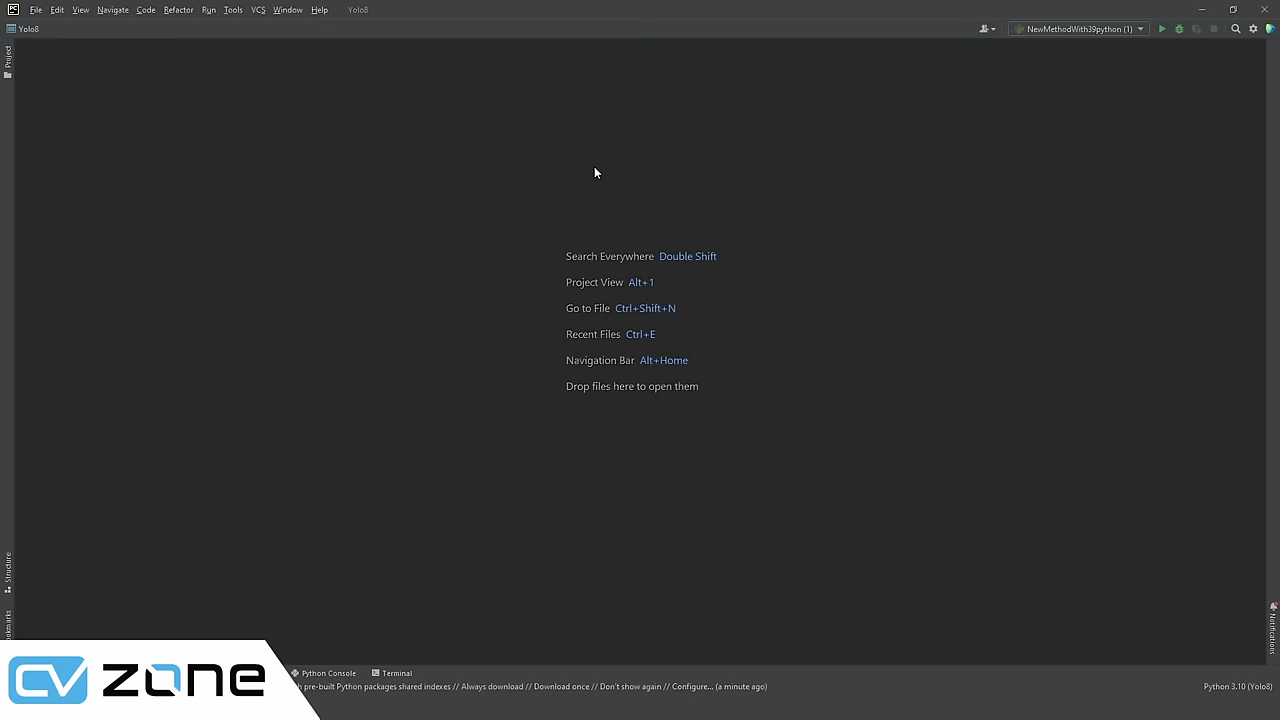 PC File Edit View Navigate Code Refactor Run Tools VCS Window Help Yolo8
Yolo8 NewMethodWith39python (1)
Project
Search Everywhere Double Shift
Project View Alt+1
Go to File Ctrl+Shift+N
Recent Files Ctrl+E
Navigation Bar Alt+Home
Drop files here to open them
Structure
okmarks
Notifications
Python Console Terminal
h pre-built Python packages shared indexes // Always download // Download once // Don't show again // Configure... (a minute ago) Python 3.10 (Yolo8)
CV zone